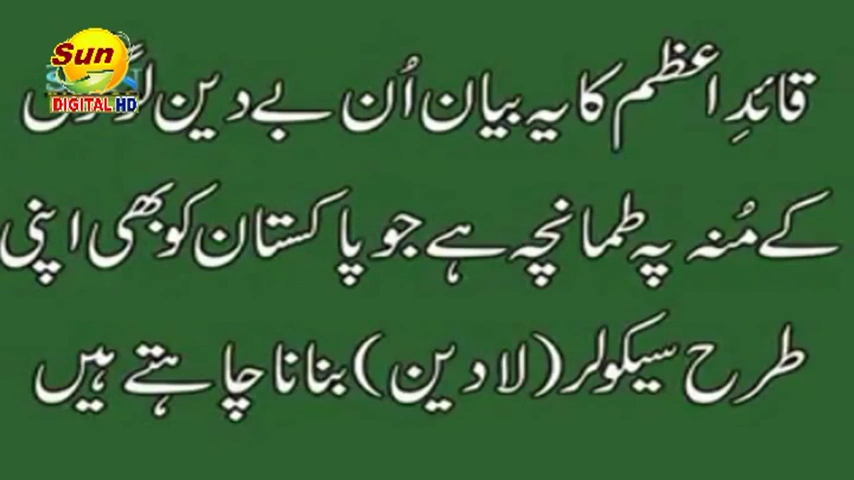 Sun
DIGITAL HD
قائدِ اعظم کا یہ بیان اُن بے دین لوگوں
کے مُنہ پہ طمانچہ ہے جو پاکستان کو بھی اپنی
طرح سیکولر (لادین) بنانا چاہتے ہیں